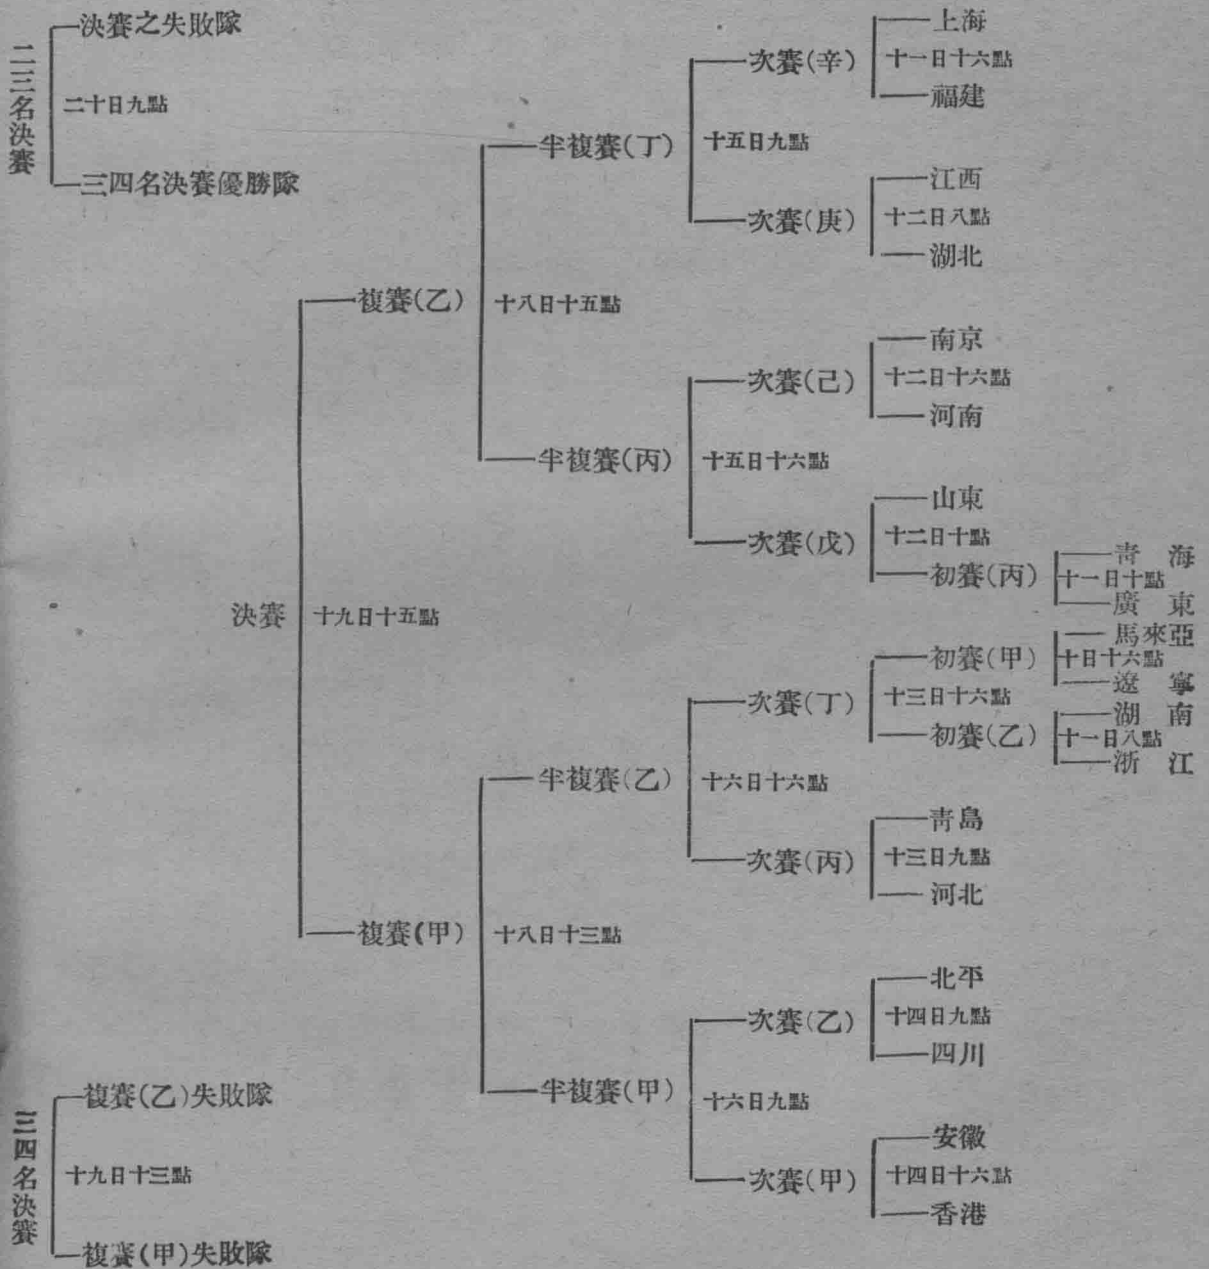 二三名決賽
決賽之失敗隊
二十日九點
三四名決賽優勝隊
決賽
十九日十五點
複賽(乙)
十八日十五點
半複賽(丁)
十五日九點
次賽(辛)
上海
十一日十六點
福建
次賽(庚)
江西
十二日八點
湖北
半複賽(丙)
十五日十六點
次賽(己)
南京
十二日十六點
河南
次賽(戊)
山東
十二日十點
初賽(丙)
青海
十一日十點
廣東
複賽(甲)
十八日十三點
半複賽(乙)
十六日十六點
次賽(丁)
十三日十六點
初賽(甲)
馬來亞
十日十六點
遼寧
初賽(乙)
湖南
十一日八點
浙江
次賽(丙)
青島
十三日九點
河北
半複賽(甲)
十六日九點
次賽(乙)
北平
十四日九點
四川
次賽(甲)
安徽
十四日十六點
香港
三四名決賽
複賽(乙)失敗隊
十九日十三點
複賽(甲)失敗隊